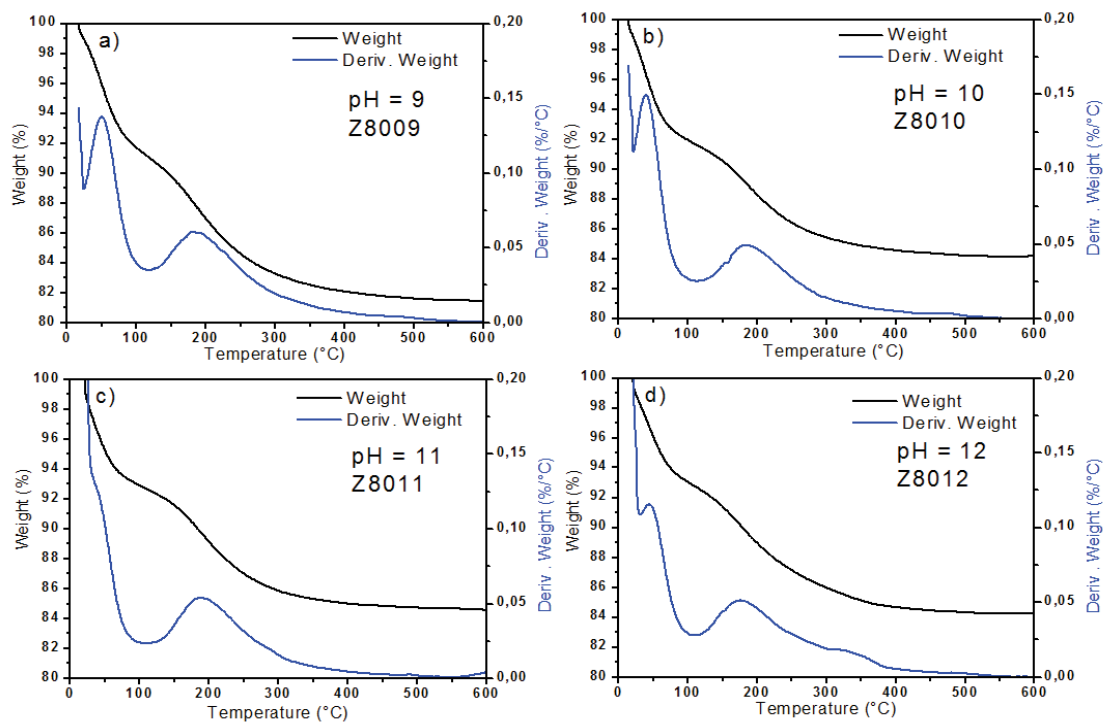 a)
Weight
Deriv. Weight
pH = 9
Z8009
100
98
96
94
92
90
88
86
84
82
80
0,20
0,15
0,10
0,05
0,00
0 100 200 300 400 500 600
Weight (%)
Deriv. Weight (%/°C)
Temperature (°C)
b)
Weight
Deriv. Weight
pH = 10
Z8010
100
98
96
94
92
90
88
86
84
82
80
0,20
0,15
0,10
0,05
0,00
0 100 200 300 400 500 600
Weight (%)
Deriv. Weight (%/°C)
Temperature (°C)
c)
Weight
Deriv. Weight
pH = 11
Z8011
100
98
96
94
92
90
88
86
84
82
80
0,20
0,15
0,10
0,05
0,00
0 100 200 300 400 500 600
Weight (%)
Deriv. Weight (%/°C)
Temperature (°C)
d)
Weight
Deriv. Weight
pH = 12
Z8012
100
98
96
94
92
90
88
86
84
82
80
0,20
0,15
0,10
0,05
0,00
0 100 200 300 400 500 600
Weight (%)
Deriv. Weight (%/°C)
Temperature (°C)